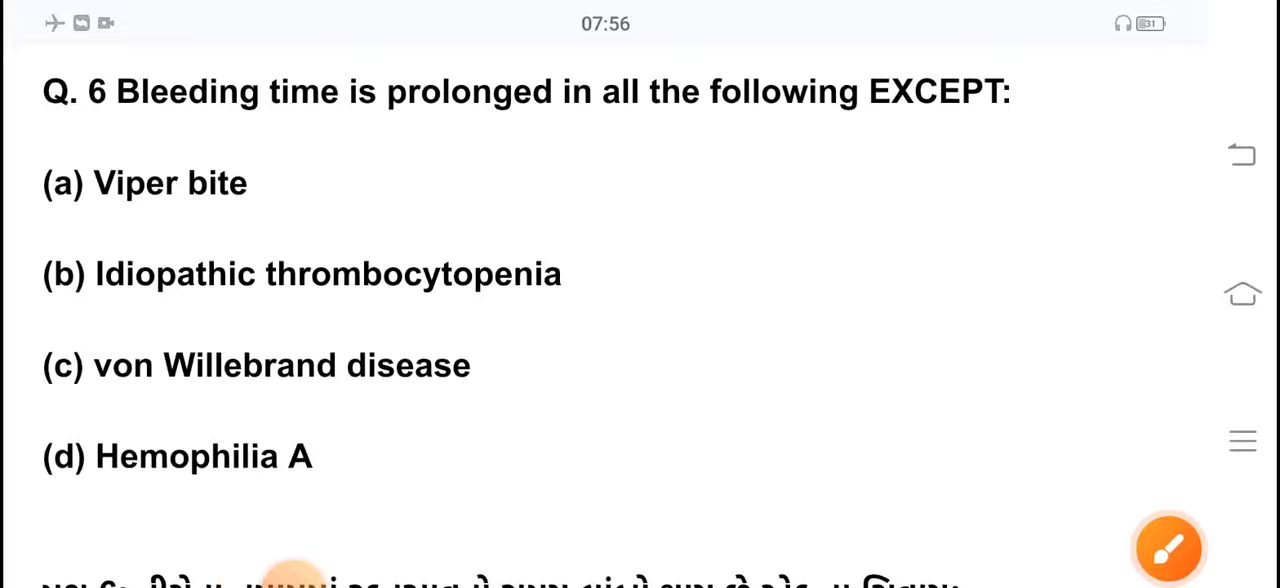 07:56
31
Q. 6 Bleeding time is prolonged in all the following EXCEPT:
(a) Viper bite
(b) Idiopathic thrombocytopenia
(c) von Willebrand disease
(d) Hemophilia A